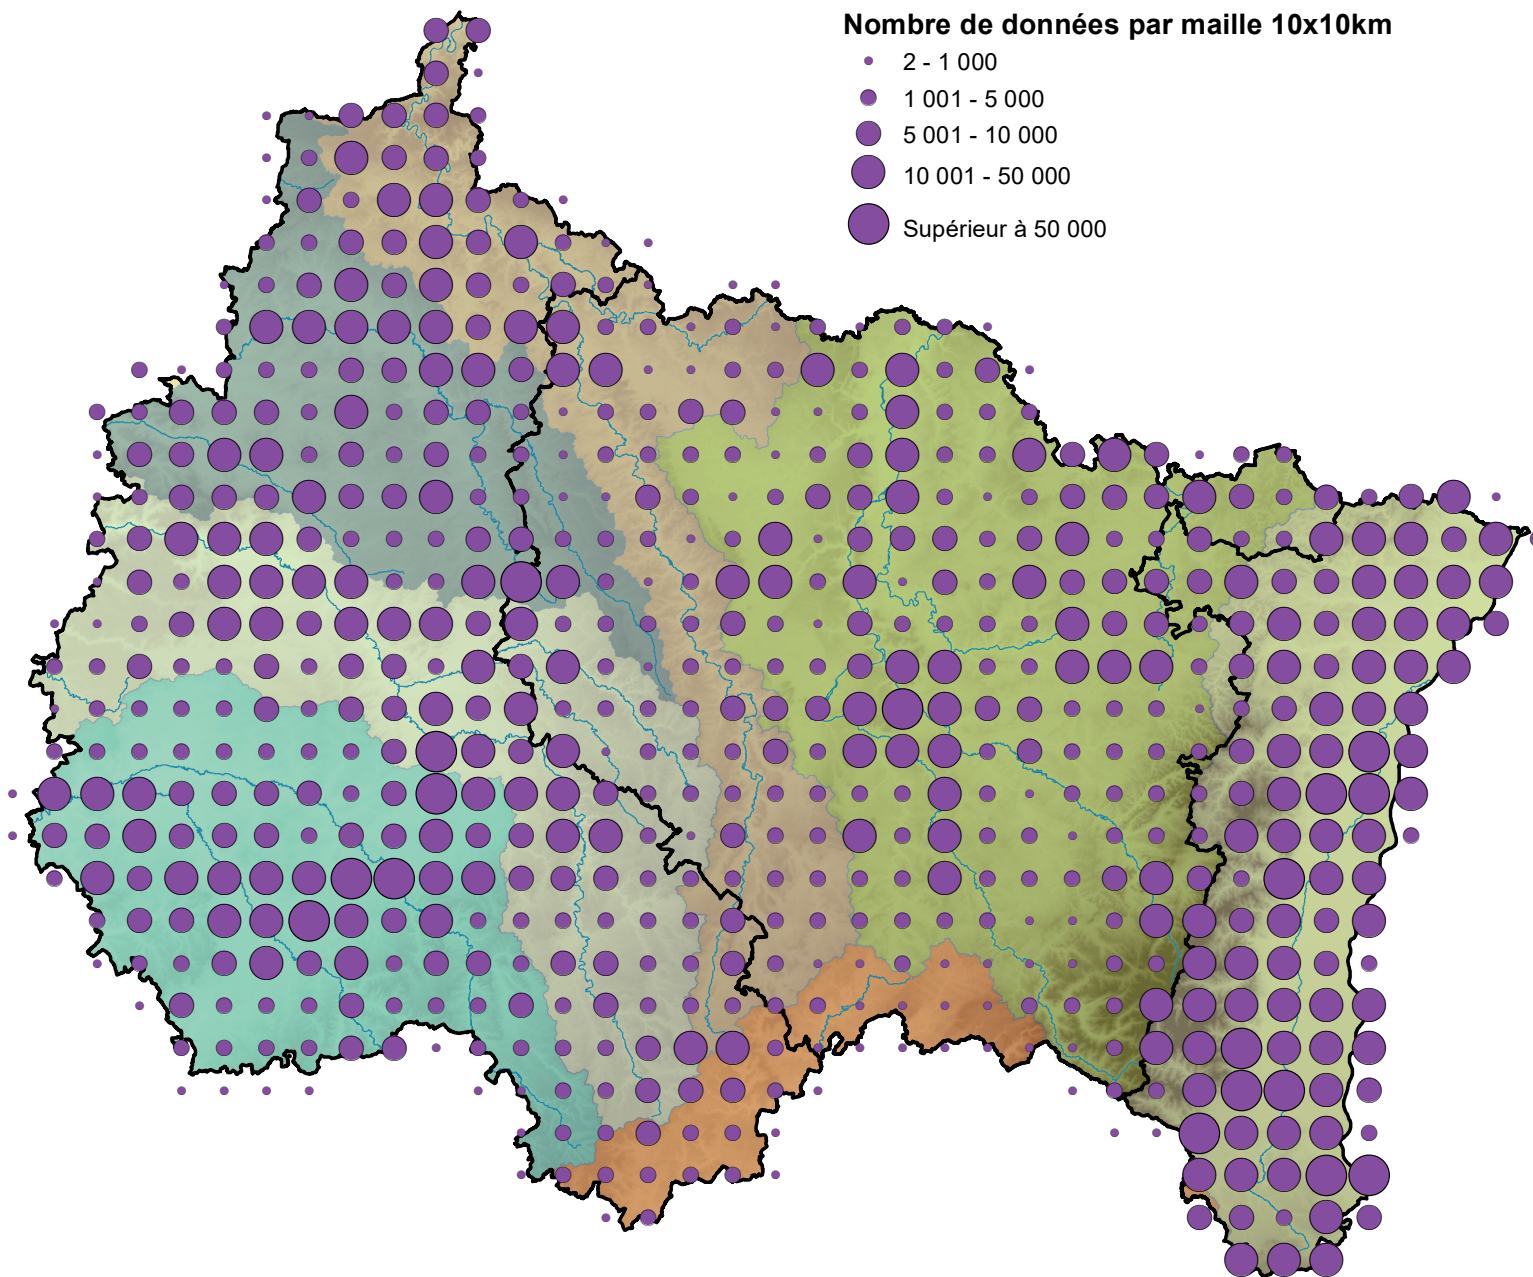 Nombre de données par maille 10x10km
2 - 1 000
1 001 - 5 000
5 001 - 10 000
10 001 - 50 000
Supérieur à 50 000